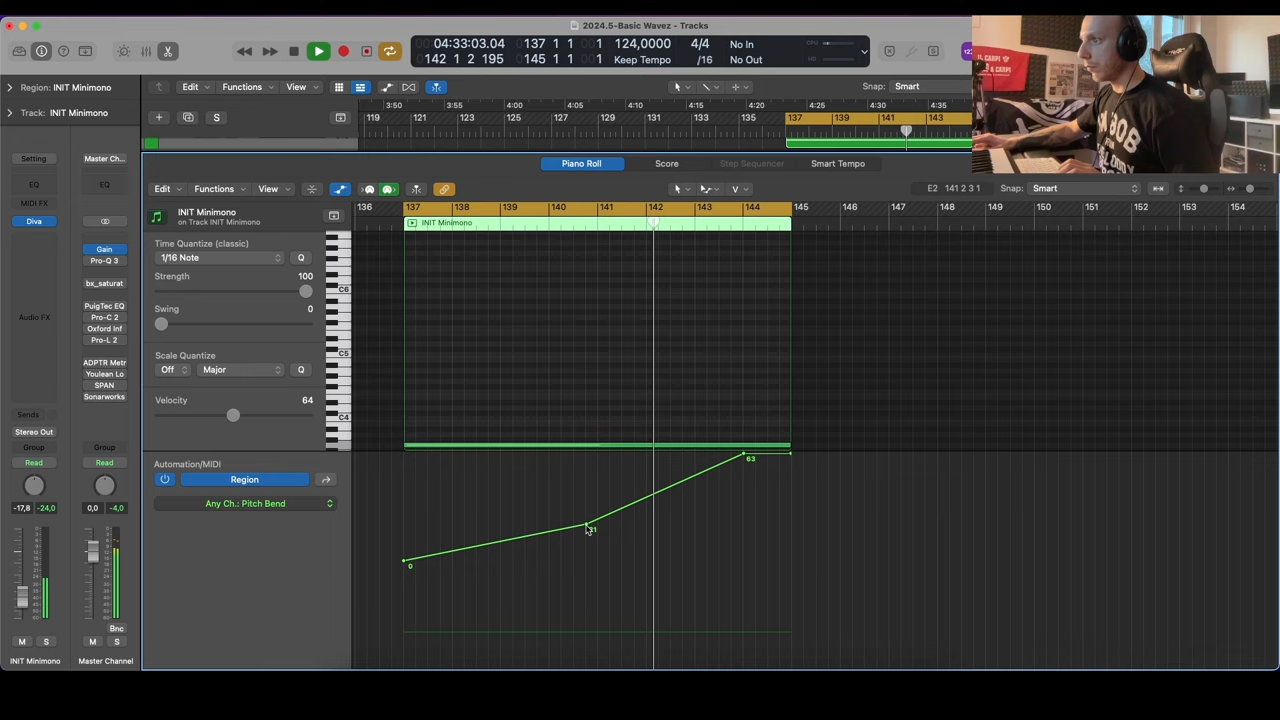 2024.5-Basic Wavez - Tracks
04:33:03.04 137 1 1 1 124,0000 4/4 No In CPU
142 1 2 195 145 1 1 1 Keep Tempo /16 No Out
Region: INIT Minimono
Track: INIT Minimono
Edit Functions View Snap: Smart
3:50 3:55 4:00 4:05 4:10 4:15 4:20 4:25 4:30 4:35
S 119 121 123 125 127 129 131 133 135 137 139 141 143
Piano Roll Score Step Sequencer Smart Tempo
Edit Functions View V E2 141 2 3 1 Snap: Smart
136 137 138 139 140 141 142 143 144 145 146 147 148 149 150 151 152 153 154
INIT Minimono
on Track INIT Minimono
INIT Minimono
Time Quantize (classic)
1/16 Note Q
Strength 100
Swing 0
Scale Quantize
Off Major Q
Velocity 64
C6
C5
C4
Automation/MIDI
Region
Any Ch.: Pitch Bend
0
31
63
Setting Master Ch...
EQ EQ
MIDI FX
Diva
Gain
Pro-Q 3
bx_saturat
PuigTec EQ
Audio FX Pro-C 2
Oxford Inf
Pro-L 2
ADPTR Metr
Youlean Lo
SPAN
Sonarworks
Sends
Stereo Out
Group Group
Read Read
-17,8 -24,0 0,0 -4,0
Bnc
M S M S
INIT Minimono Master Channel